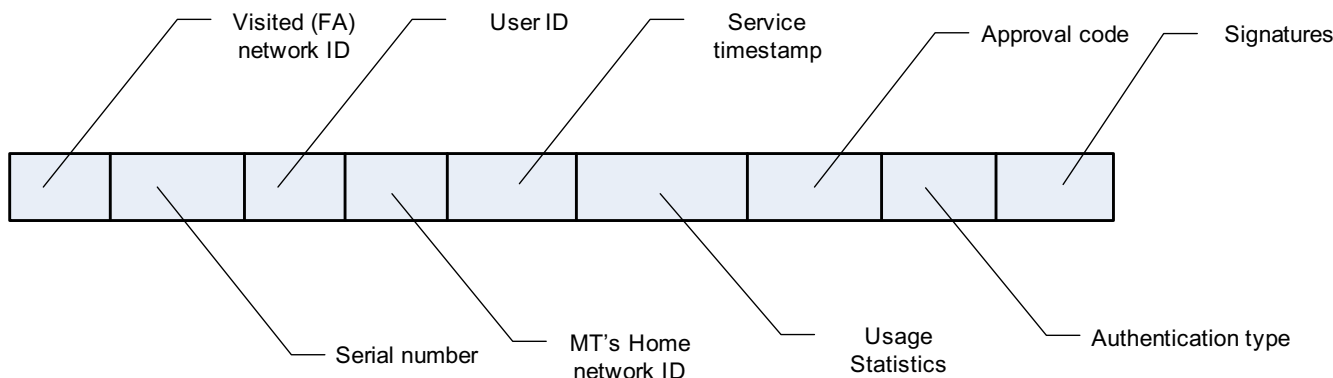 Visited (FA)
network ID
User ID
Service
timestamp
Approval code
Signatures
Serial number
MT's Home
network ID
Usage
Statistics
Authentication type